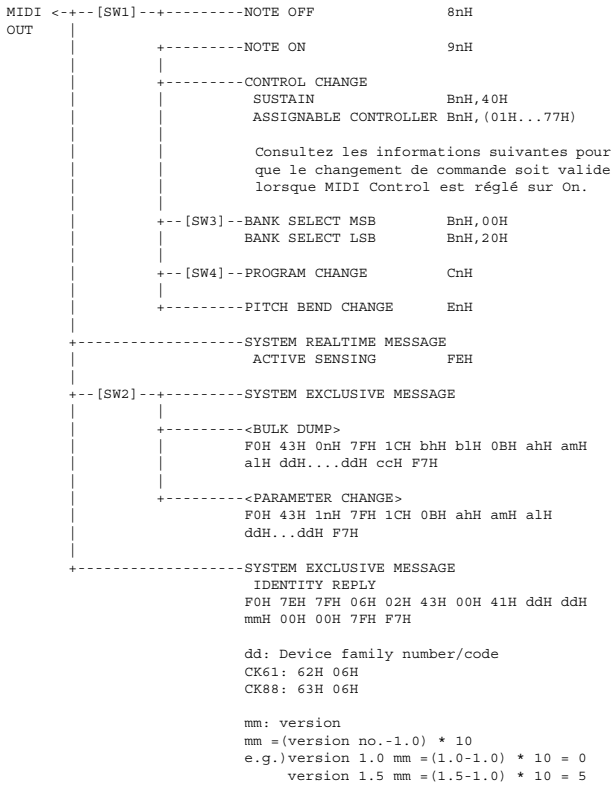 MIDI <-+--[SW1]--+---------NOTE OFF 8nH
OUT | |
| +---------NOTE ON 9nH
| |
| +---------CONTROL CHANGE
| | SUSTAIN BnH,40H
| | ASSIGNABLE CONTROLLER BnH,(01H...77H)
| |
| | Consultez les informations suivantes pour
| | que le changement de commande soit valide
| | lorsque MIDI Control est réglé sur On.
| |
| +--[SW3]--BANK SELECT MSB BnH,00H
| | BANK SELECT LSB BnH,20H
| |
| +--[SW4]--PROGRAM CHANGE CnH
| |
| +---------PITCH BEND CHANGE EnH
|
+-------------------SYSTEM REALTIME MESSAGE
| ACTIVE SENSING FEH
|
+--[SW2]--+---------SYSTEM EXCLUSIVE MESSAGE
| |
| +---------<BULK DUMP>
| | F0H 43H 0nH 7FH 1CH bhH blH 0BH ahH amH
| | alH ddH....ddH ccH F7H
| |
| +---------<PARAMETER CHANGE>
| F0H 43H 1nH 7FH 1CH 0BH ahH amH alH
| ddH...ddH F7H
|
+-------------------SYSTEM EXCLUSIVE MESSAGE
IDENTITY REPLY
F0H 7EH 7FH 06H 02H 43H 00H 41H ddH ddH
mmH 00H 00H 7FH F7H
dd: Device family number/code
CK61: 62H 06H
CK88: 63H 06H
mm: version
mm =(version no.-1.0) * 10
e.g.)version 1.0 mm =(1.0-1.0) * 10 = 0
version 1.5 mm =(1.5-1.0) * 10 = 5